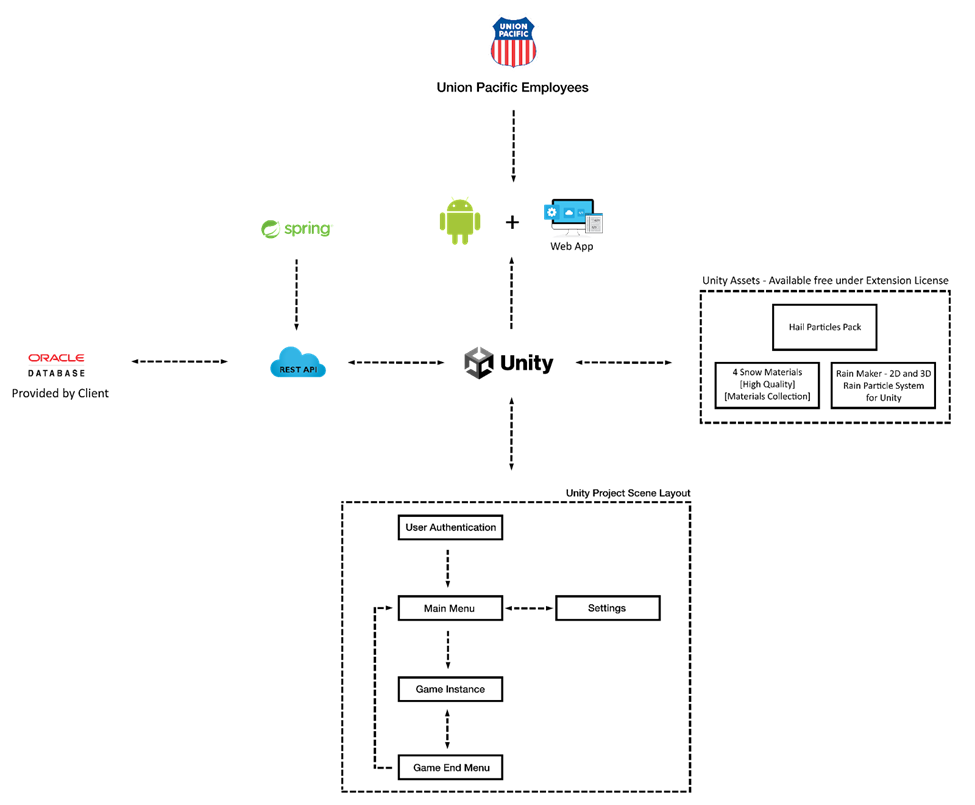 UNION
PACIFIC
Union Pacific Employees
spring
+
Web App
Unity Assets - Available free under Extension License
Hail Particles Pack
4 Snow Materials
[High Quality]
[Materials Collection]
Rain Maker - 2D and 3D
Rain Particle System
for Unity
ORACLE
DATABASE
Provided by Client
REST API
Unity
Unity Project Scene Layout
User Authentication
Main Menu
Settings
Game Instance
Game End Menu